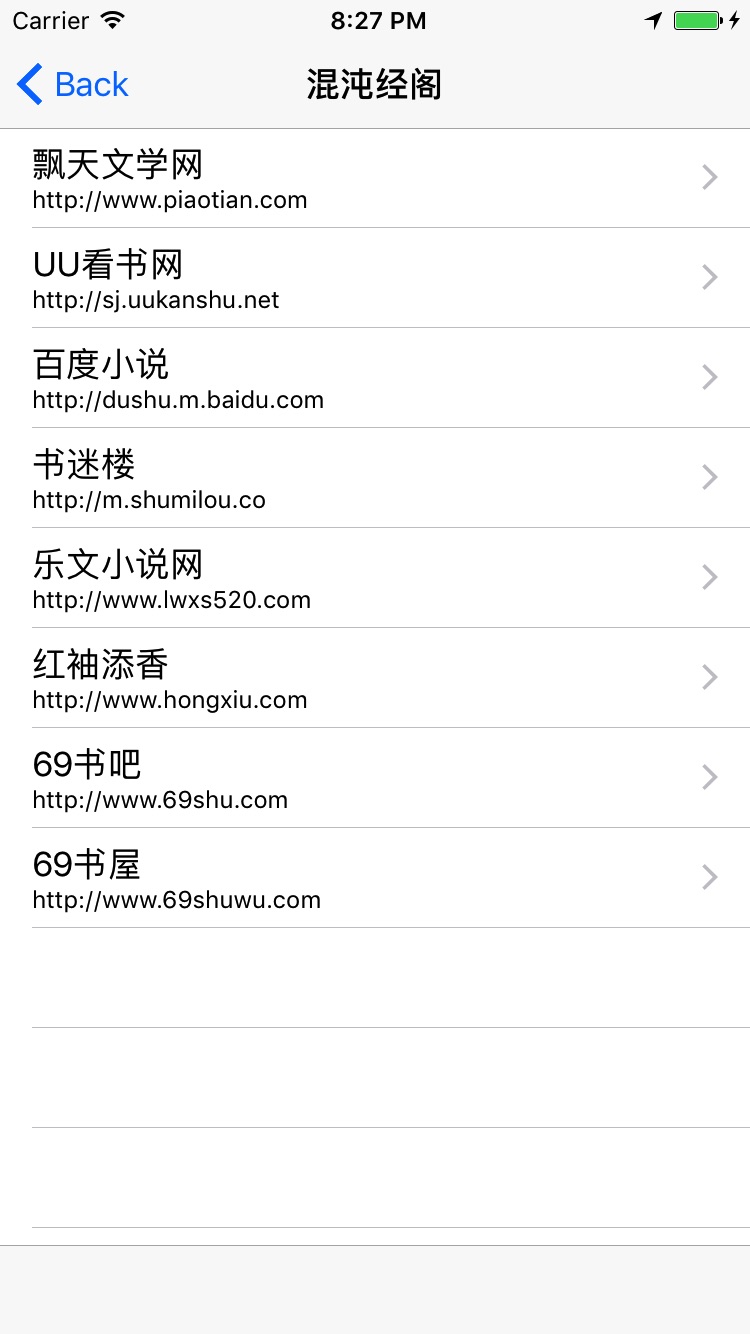 Carrier 8:27 PM
Back 混沌经阁
飘天文学网
http://www.piaotian.com
UU看书网
http://sj.uukanshu.net
百度小说
http://dushu.m.baidu.com
书迷楼
http://m.shumilou.co
乐文小说网
http://www.lwxs520.com
红袖添香
http://www.hongxiu.com
69书吧
http://www.69shu.com
69书屋
http://www.69shuwu.com